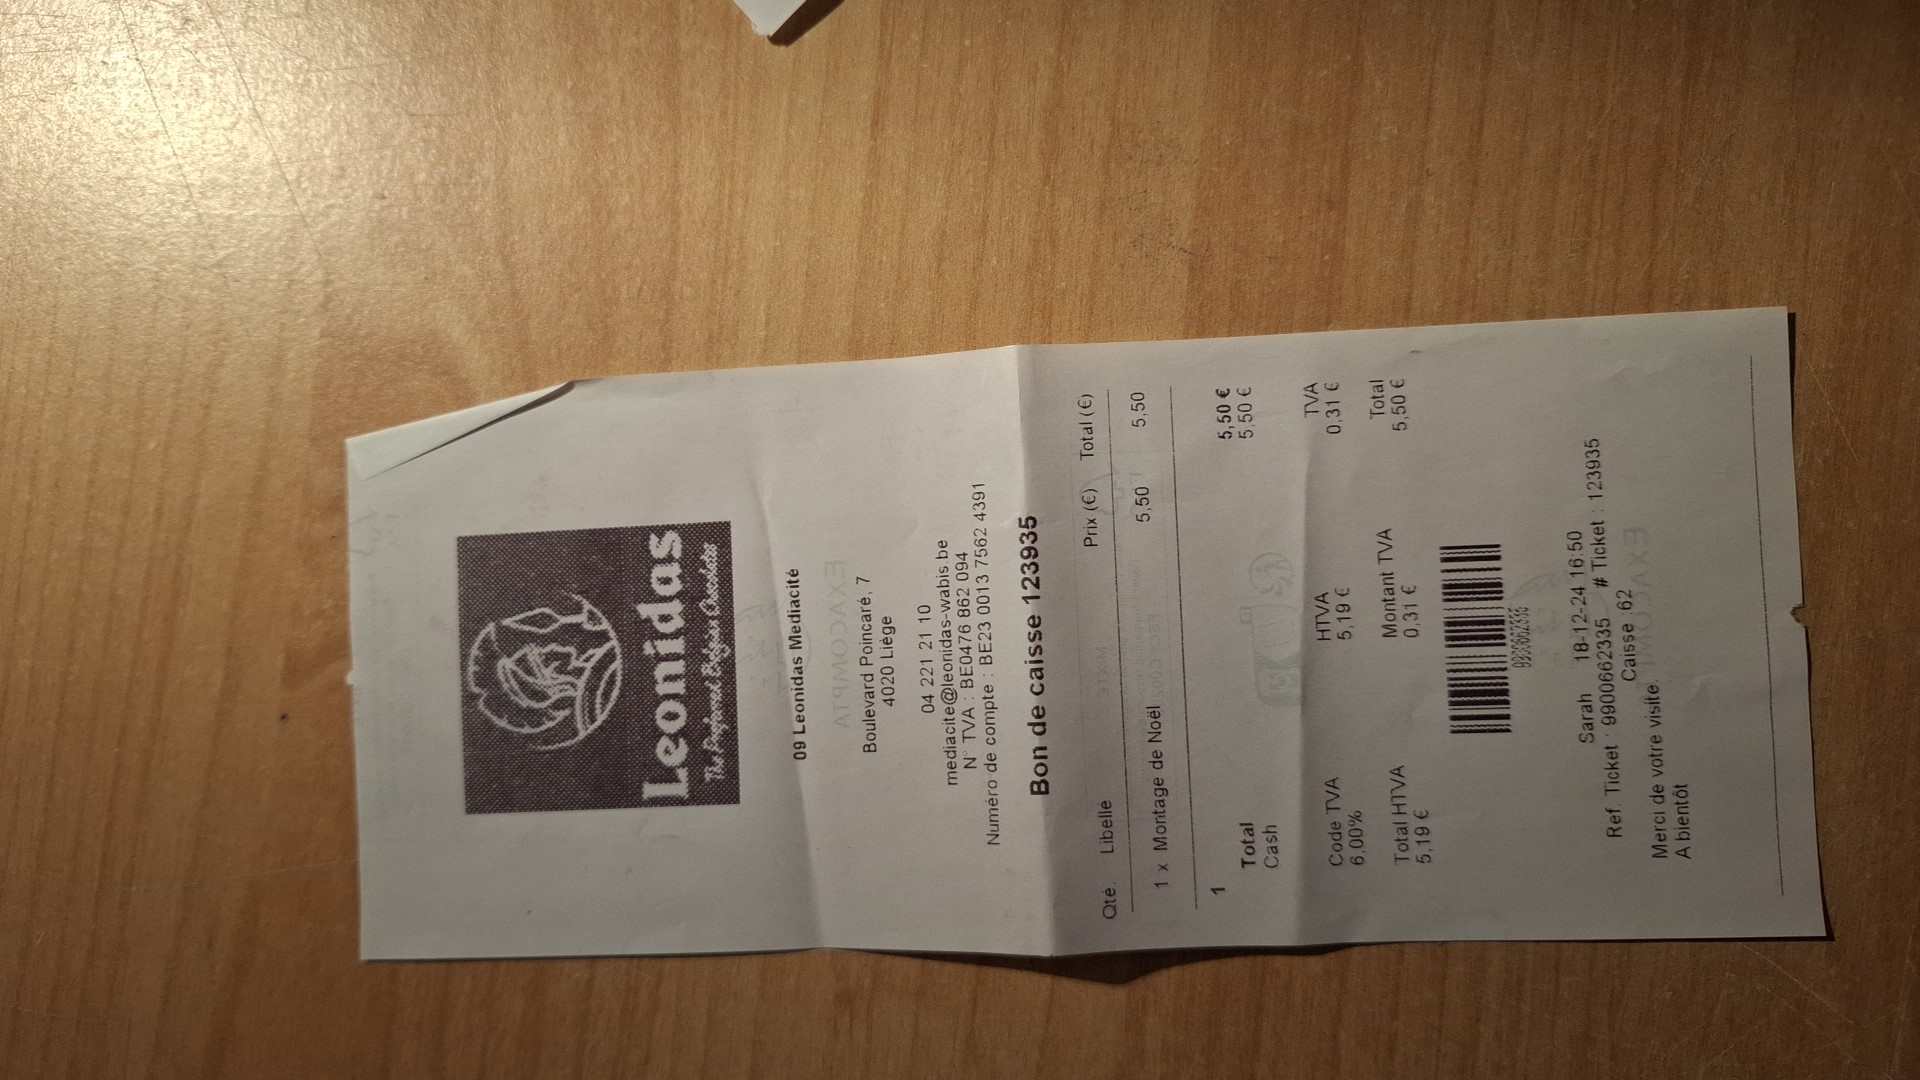 Leonidas
The Preferred Belgian Chocolates
09 Leonidas Mediacité
Boulevard Poincaré, 7
4020 Liège
04 221 21 10
mediacite@leonidas-wabis.be
N° TVA : BE0476 862 094
Numéro de compte : BE23 0013 7562 4391
Bon de caisse 123935
Qté. Libelle Prix (€) Total (€)
1 x Montage de Noël 5,50 5,50
1
Total 5,50 €
Cash 5,50 €
Code TVA HTVA TVA
6,00% 5,19 € 0,31 €
Total HTVA Montant TVA Total
5,19 € 0,31 € 5,50 €
9900662335
Sarah 18-12-24 16:50
Ref. Ticket : 9900662335 # Ticket : 123935
Caisse :62
Merci de votre visite.
A bientôt